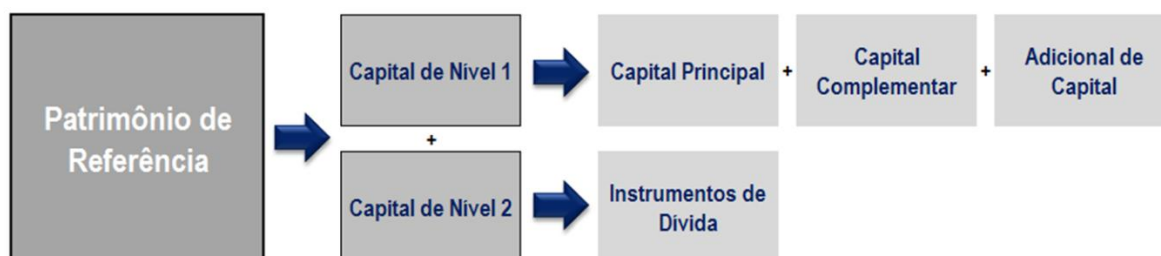 Patrimônio de
Referência
Capital de Nível 1
+
Capital de Nível 2
Capital Principal
+
Capital
Complementar
+
Adicional de
Capital
Instrumentos de
Dívida